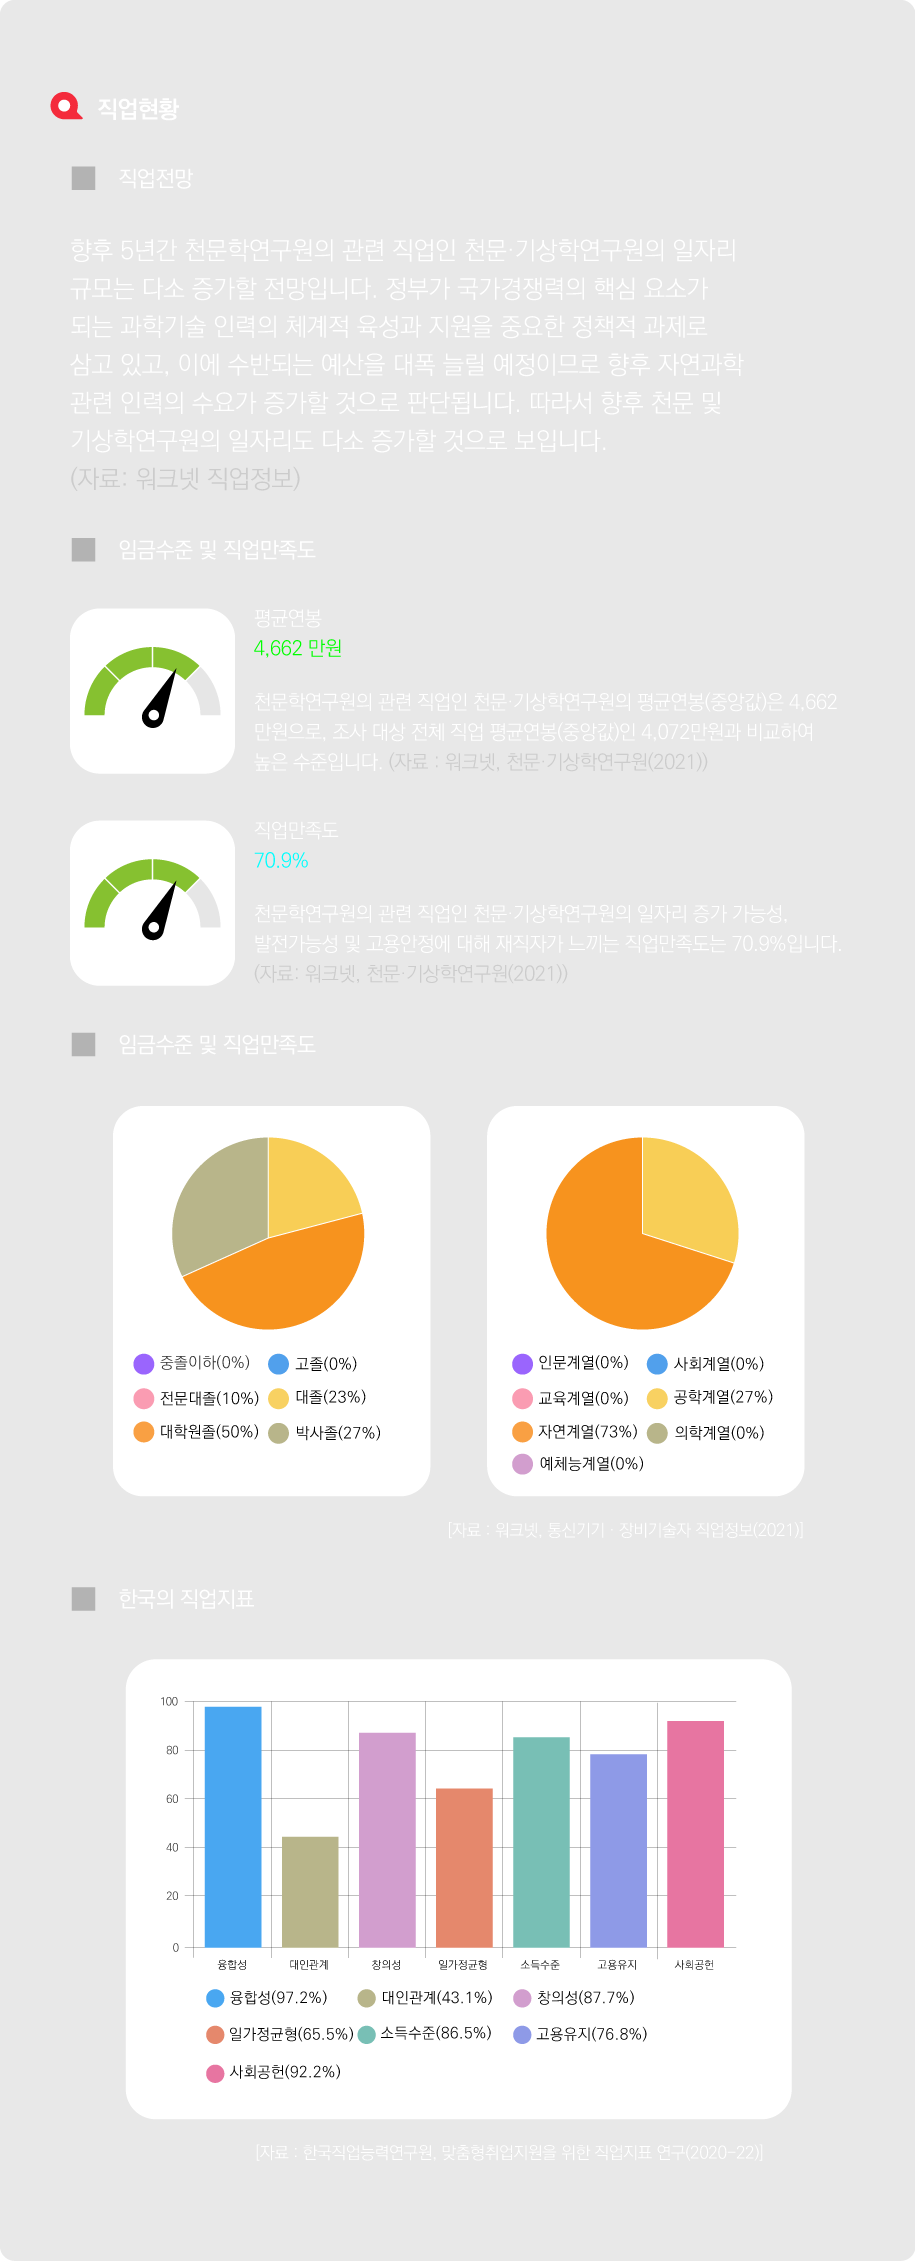 직업현황
직업전망
향후 5년간 천문학연구원의 관련 직업인 천문·기상학연구원의 일자리
규모는 다소 증가할 전망입니다. 정부가 국가경쟁력의 핵심 요소가
되는 과학기술 인력의 체계적 육성과 지원을 중요한 정책적 과제로
삼고 있고, 이에 수반되는 예산을 대폭 늘릴 예정이므로 향후 자연과학
관련 인력의 수요가 증가할 것으로 판단됩니다. 따라서 향후 천문 및
기상학연구원의 일자리도 다소 증가할 것으로 보입니다.
(자료: 워크넷 직업정보)
임금수준 및 직업만족도
평균연봉
4,662 만원
천문학연구원의 관련 직업인 천문·기상학연구원의 평균연봉(중앙값)은 4,662
만원으로, 조사 대상 전체 직업 평균연봉(중앙값)인 4,072만원과 비교하여
높은 수준입니다. (자료 : 워크넷, 천문·기상학연구원(2021))
직업만족도
70.9%
천문학연구원의 관련 직업인 천문·기상학연구원의 일자리 증가 가능성,
발전가능성 및 고용안정에 대해 재직자가 느끼는 직업만족도는 70.9%입니다.
(자료: 워크넷, 천문·기상학연구원(2021))
임금수준 및 직업만족도
중졸이하(0%) 고졸(0%)
전문대졸(10%) 대졸(23%)
대학원졸(50%) 박사졸(27%)
인문계열(0%) 사회계열(0%)
교육계열(0%) 공학계열(27%)
자연계열(73%) 의학계열(0%)
예체능계열(0%)
[자료 : 워크넷, 통신기기 · 장비기술자 직업정보(2021)]
한국의 직업지표
100
80
60
40
20
0
융합성 대인관계 창의성 일가정균형 소득수준 고용유지 사회공헌
융합성(97.2%) 대인관계(43.1%) 창의성(87.7%)
일가정균형(65.5%) 소득수준(86.5%) 고용유지(76.8%)
사회공헌(92.2%)
[자료 : 한국직업능력연구원, 맞춤형취업지원을 위한 직업지표 연구(2020-22)]